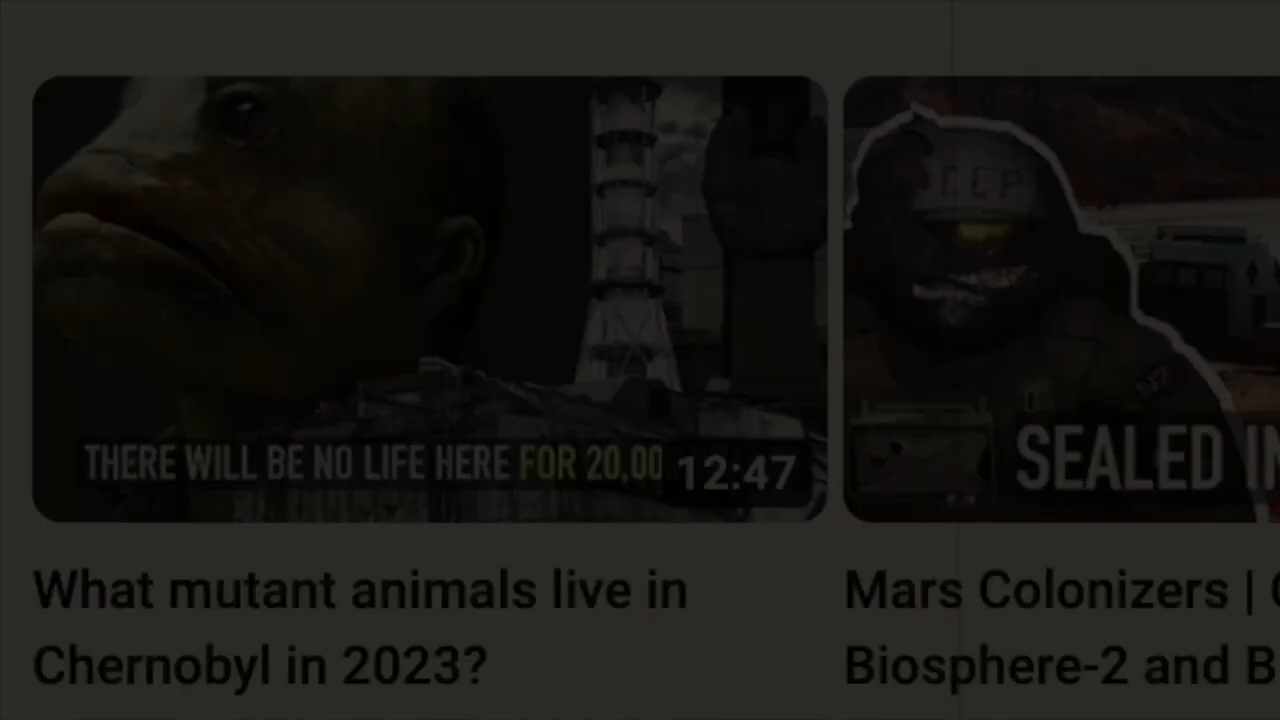 THERE WILL BE NO LIFE HERE FOR 20,00
12:47
SEALED
What mutant animals live in
Chernobyl in 2023?
Mars Colonizers |
Biosphere-2 and B